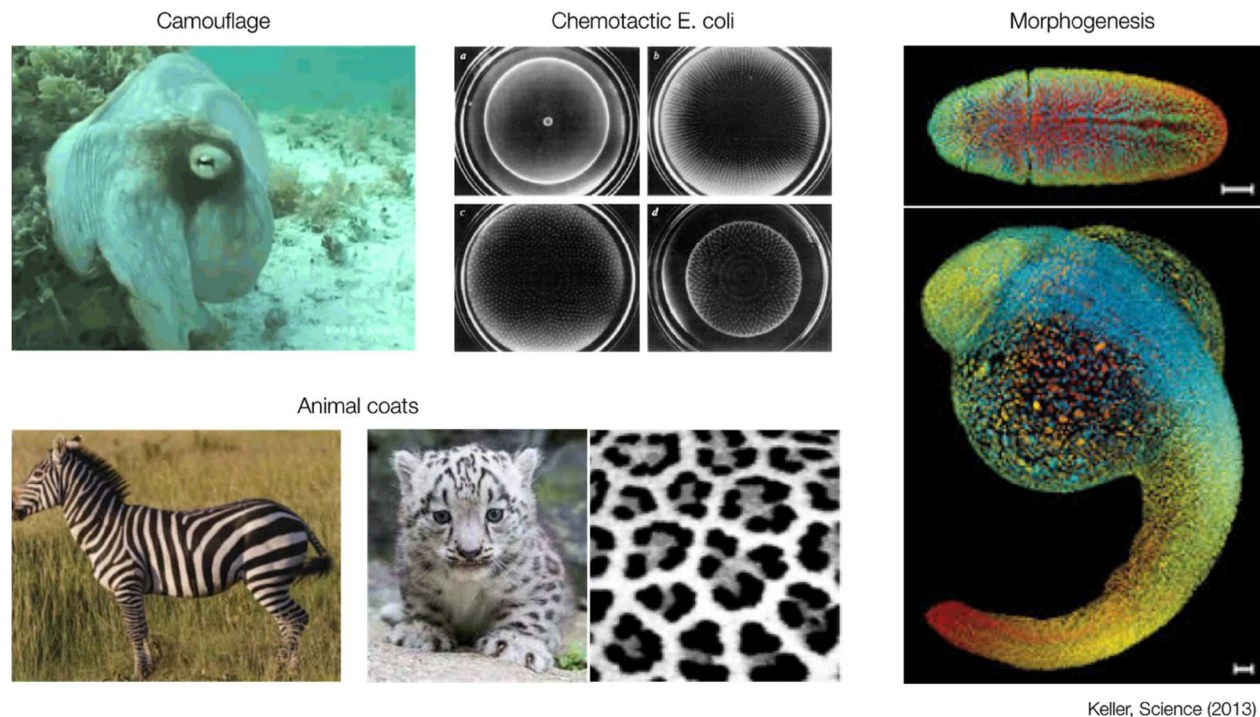 Camouflage
Chemotactic E. coli
Morphogenesis
a
b
c
d
Animal coats
Keller, Science (2013)